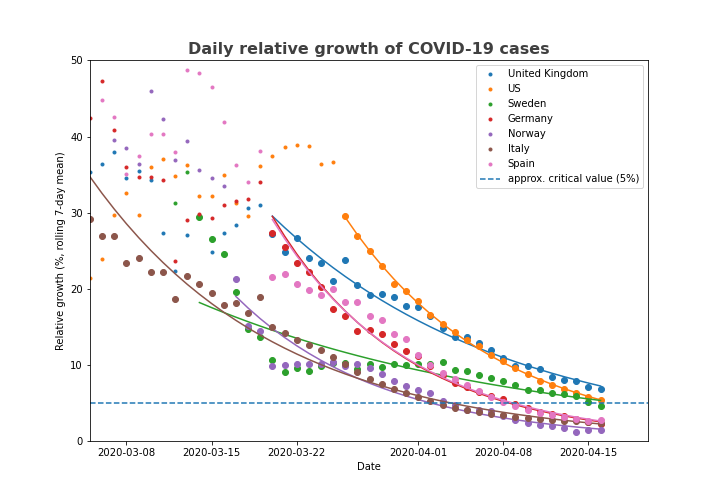 Daily relative growth of COVID-19 cases
50
40
30
20
10
0
Relative growth (%, rolling 7-day mean)
United Kingdom
US
Sweden
Germany
Norway
Italy
Spain
approx. critical value (5%)
2020-03-08
2020-03-15
2020-03-22
2020-04-01
2020-04-08
2020-04-15
Date